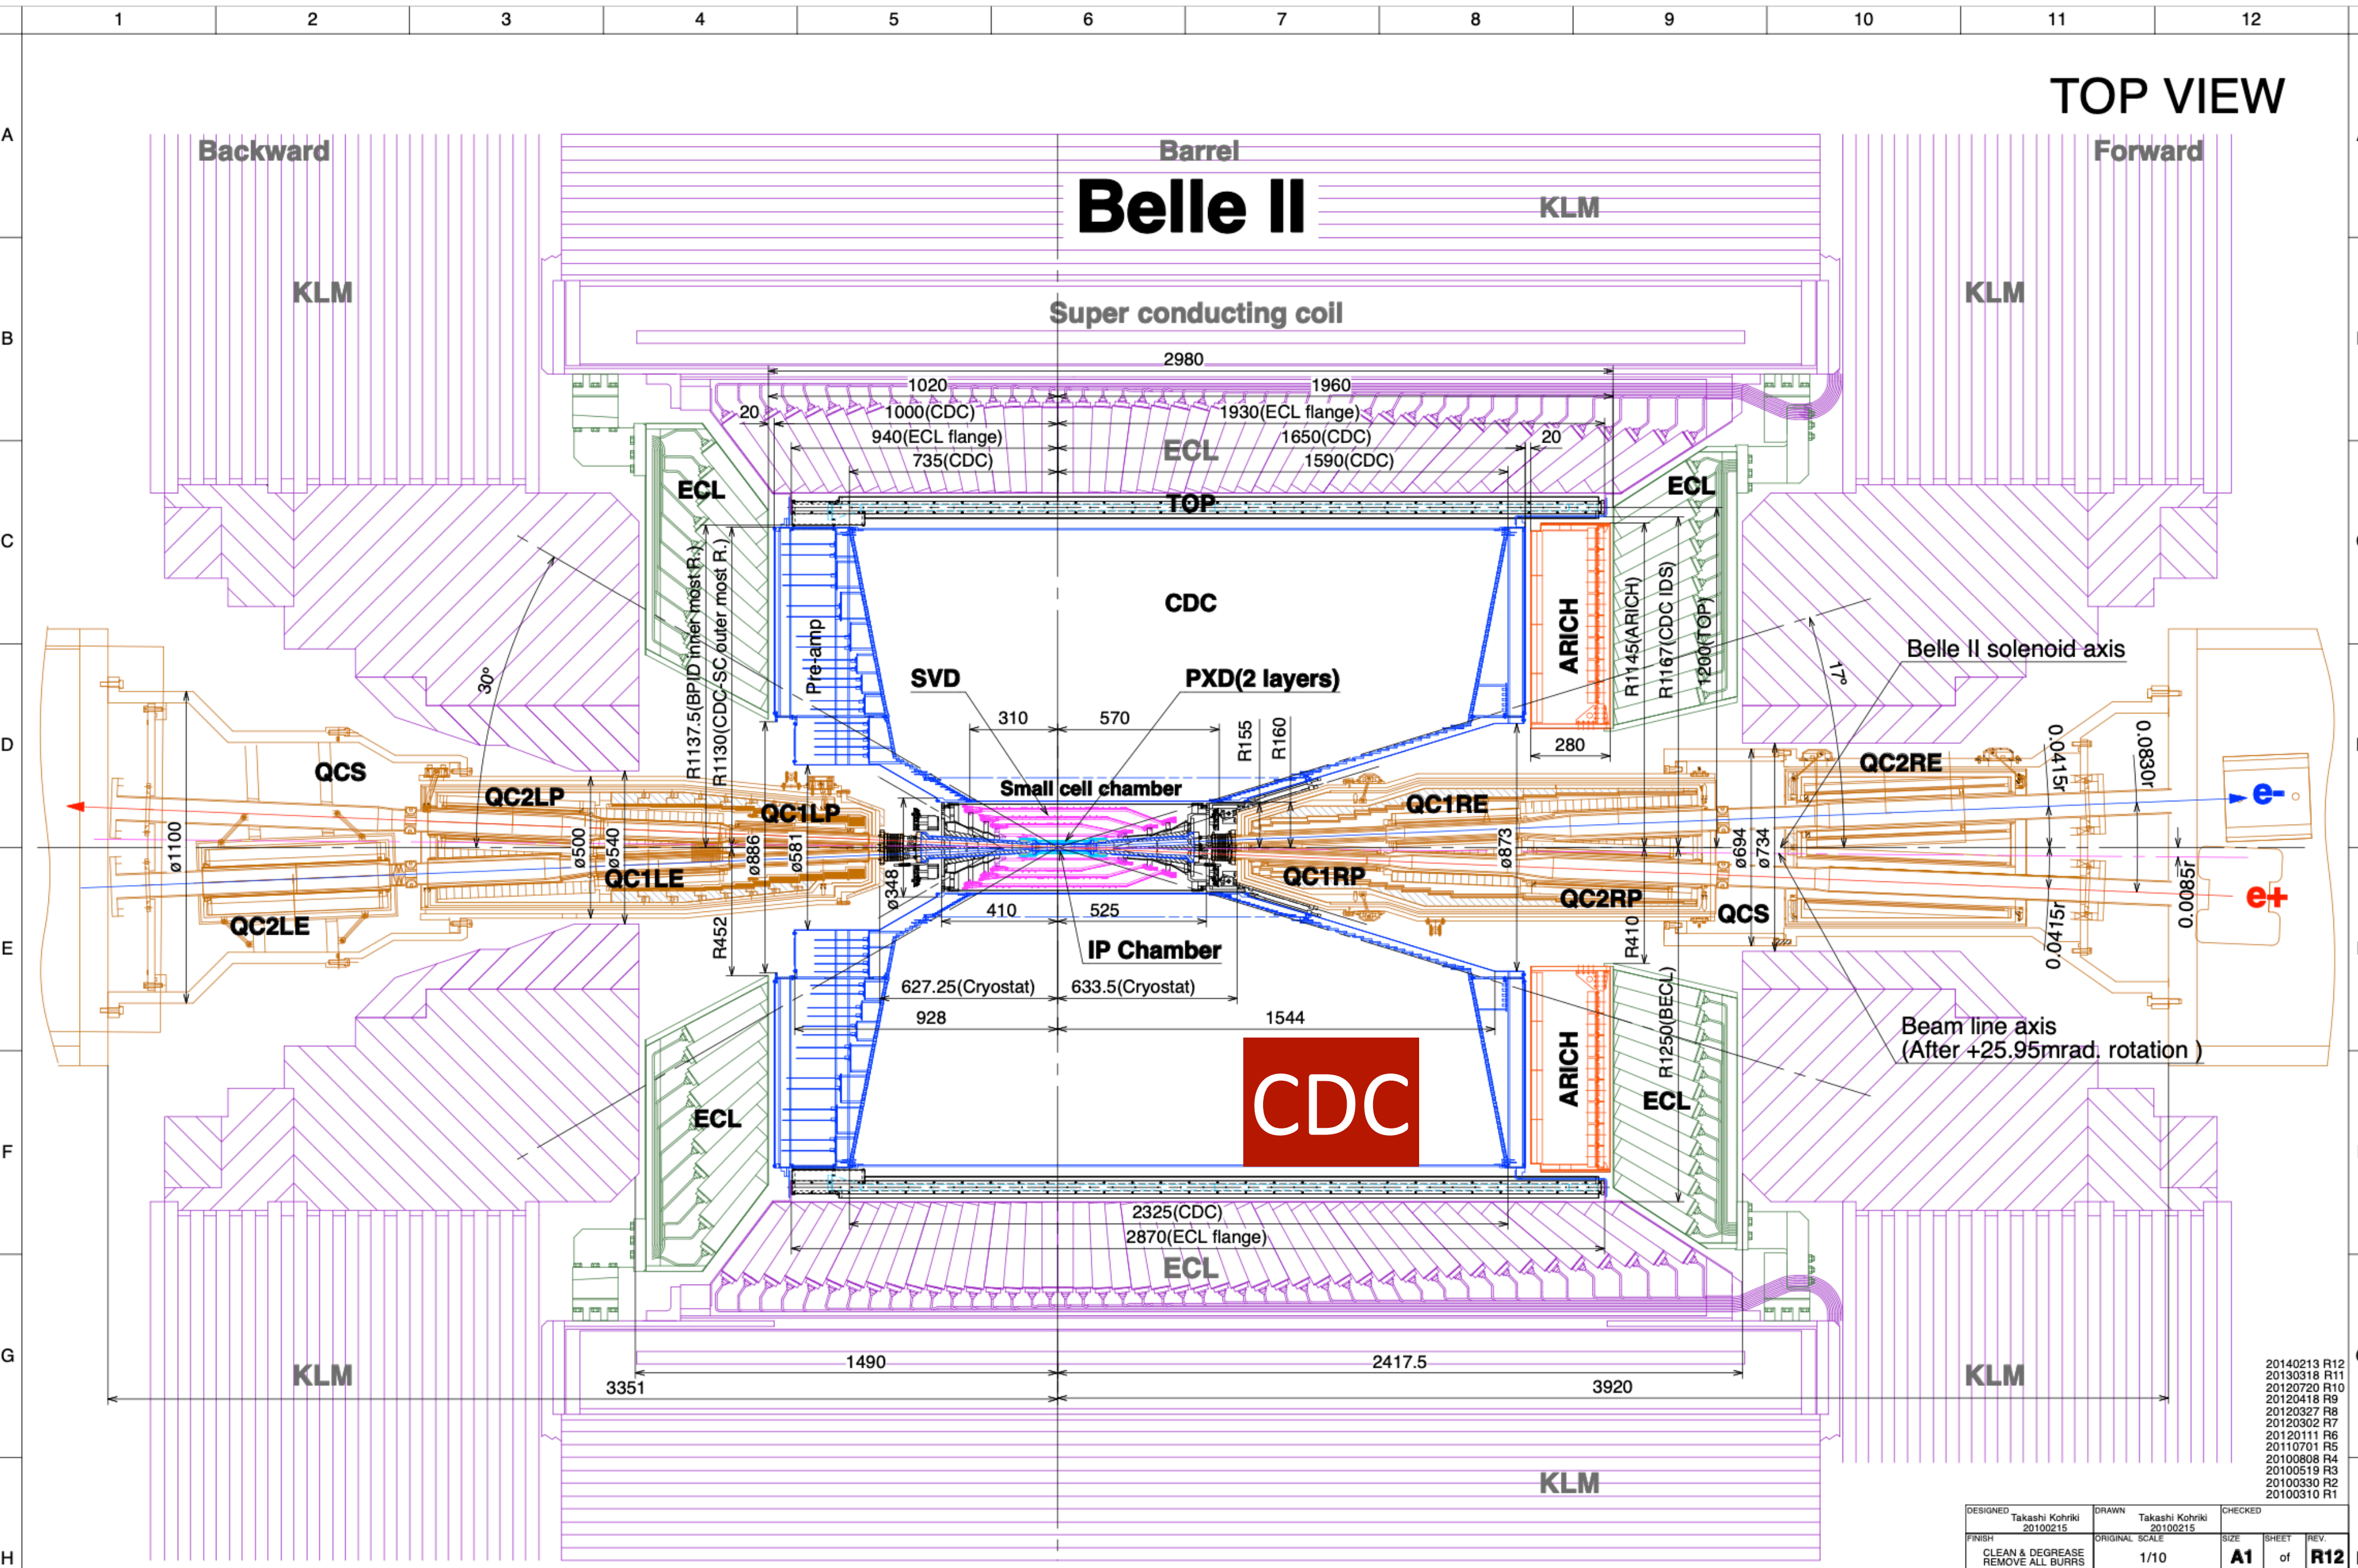 1 2 3 4 5 6 7 8 9 10 11 12
TOP VIEW
A
Backward
Barrel
Forward
Belle II
KLM
KLM
KLM
Super conducting coil
B
2980
1020
1960
20
1000(CDC)
1930(ECL flange)
940(ECL flange)
1650(CDC)
20
ECL
735(CDC)
1590(CDC)
ECL
ECL
TOP
C
R1137.5(BPID inner most R.)
R1130(CDC-SC outer most R.)
CDC
ARICH
R1145(ARICH)
R1167(CDC IDS)
1200(TOP)
Pre-amp
30°
17°
Belle II solenoid axis
SVD
PXD(2 layers)
310
570
R155
R160
D
280
0.0415r
0.0830r
QCS
QC2RE
Small cell chamber
QC2LP
QC1LP
QC1RE
e-
ø1100
ø500
ø540
ø886
ø581
ø348
ø873
ø694
ø734
QC1LE
QC1RP
QC2RP
QCS
0.0085r
e+
QC2LE
410
525
R452
R410
0.0415r
E
IP Chamber
627.25(Cryostat)
633.5(Cryostat)
928
1544
R1250(BECL)
Beam line axis
(After +25.95mrad. rotation )
CDC
ARICH
ECL
ECL
F
2325(CDC)
2870(ECL flange)
ECL
G
1490
2417.5
KLM
KLM
3351
3920
20140213 R12
20130318 R11
20120720 R10
20120418 R9
20120327 R8
20120302 R7
20120111 R6
20110701 R5
20100808 R4
20100519 R3
20100330 R2
20100310 R1
KLM
DESIGNED Takashi Kohriki 20100215
DRAWN Takashi Kohriki 20100215
CHECKED
FINISH CLEAN & DEGREASE REMOVE ALL BURRS
ORIGINAL SCALE 1/10
SIZE A1
SHEET of
REV. R12
H